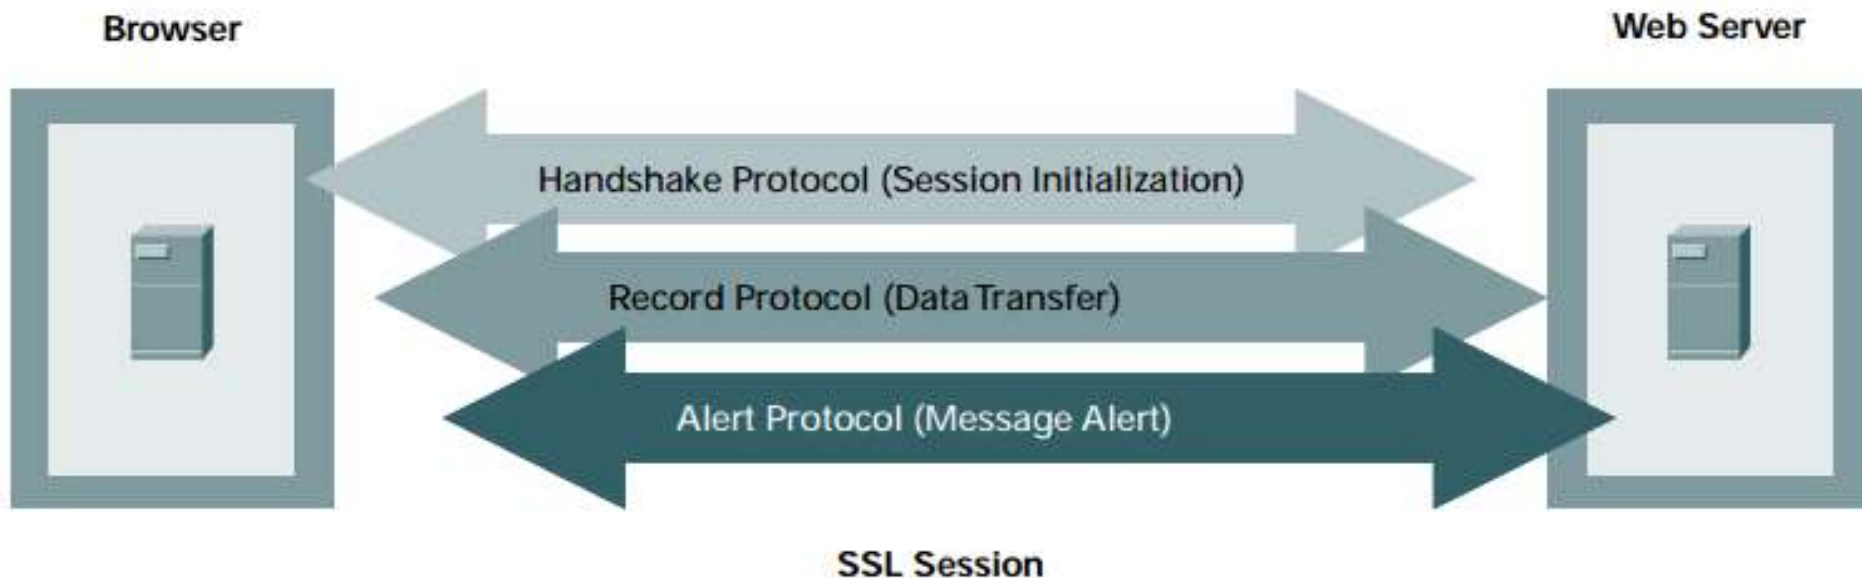 Browser
Web Server
Handshake Protocol (Session Initialization)
Record Protocol (Data Transfer)
Alert Protocol (Message Alert)
SSL Session